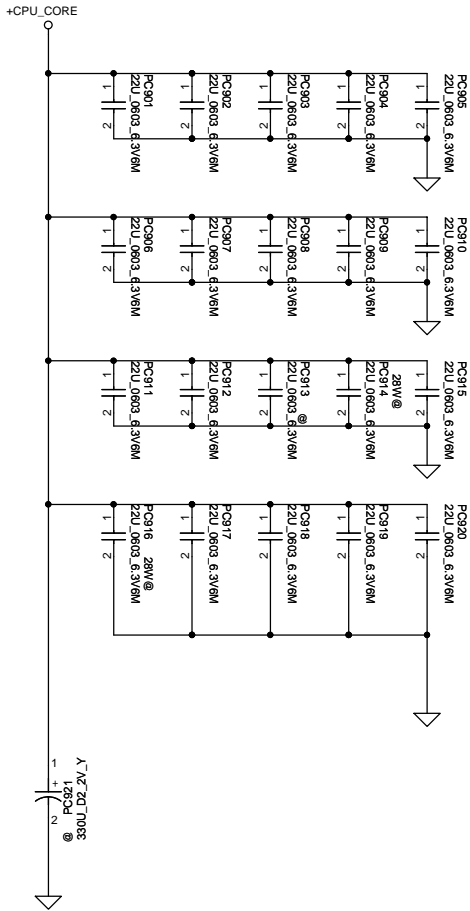 +CPU_CORE
1
2
PC901
22U_0603_6.3V6M
1
2
PC902
22U_0603_6.3V6M
1
2
PC903
22U_0603_6.3V6M
1
2
PC904
22U_0603_6.3V6M
1
2
PC905
22U_0603_6.3V6M
1
2
PC906
22U_0603_6.3V6M
1
2
PC907
22U_0603_6.3V6M
1
2
PC908
22U_0603_6.3V6M
1
2
PC909
22U_0603_6.3V6M
1
2
PC910
22U_0603_6.3V6M
1
2
PC911
22U_0603_6.3V6M
1
2
PC912
22U_0603_6.3V6M
1
2
PC913
22U_0603_6.3V6M
@
1
2
28W@
PC914
22U_0603_6.3V6M
1
2
PC915
22U_0603_6.3V6M
1
2
PC916
22U_0603_6.3V6M
28W@
1
2
PC917
22U_0603_6.3V6M
1
2
PC918
22U_0603_6.3V6M
1
2
PC919
22U_0603_6.3V6M
1
2
PC920
22U_0603_6.3V6M
1
+
2
PC921
330U_D2_2V_Y
@